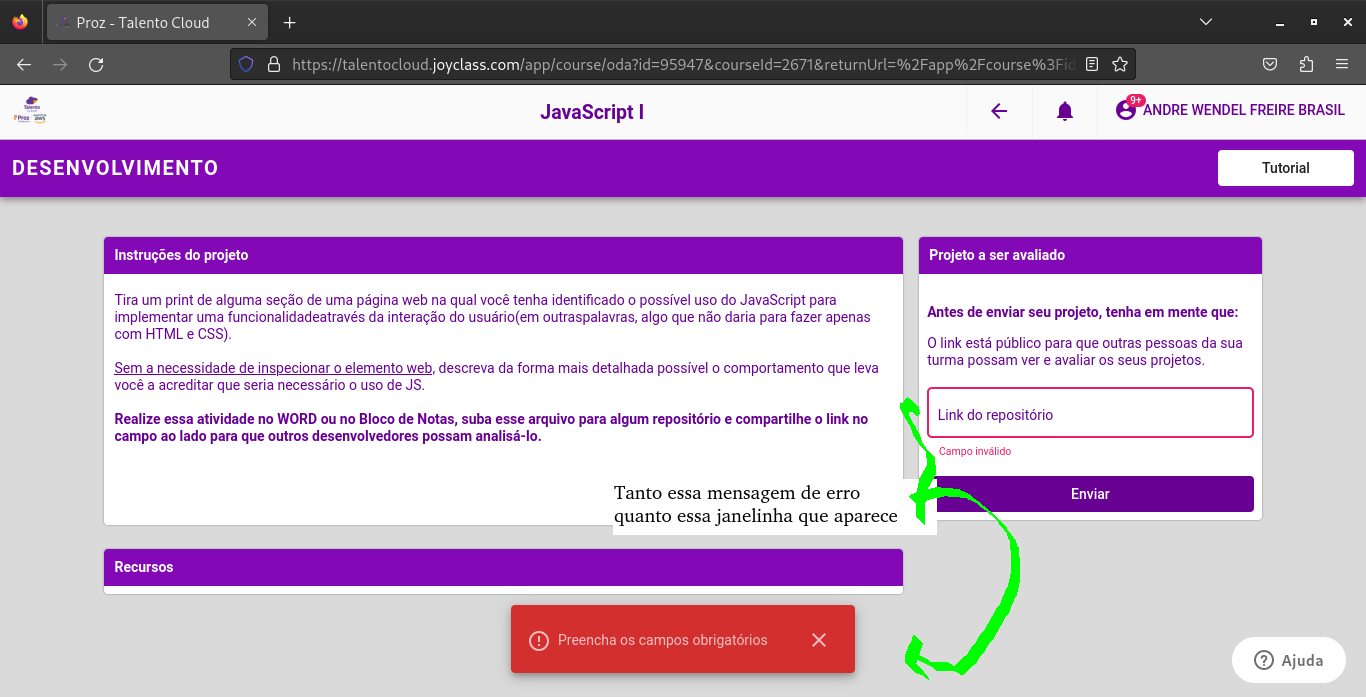 Proz - Talento Cloud
https://talentocloud.joyclass.com/app/course/oda?id=95947&courseId=2671&returnUrl=%2Fapp%2Fcourse%3Fid
Talento
Proz aws
JavaScript I
9+
ANDRE WENDEL FREIRE BRASIL
DESENVOLVIMENTO
Tutorial
Instruções do projeto
Tira um print de alguma seção de uma página web na qual você tenha identificado o possível uso do JavaScript para
implementar uma funcionalidadeatravés da interação do usuário(em outraspalavras, algo que não daria para fazer apenas
com HTML e CSS).
Sem a necessidade de inspecionar o elemento web, descreva da forma mais detalhada possível o comportamento que leva
você a acreditar que seria necessário o uso de JS.
Realize essa atividade no WORD ou no Bloco de Notas, suba esse arquivo para algum repositório e compartilhe o link no
campo ao lado para que outros desenvolvedores possam analisá-lo.
Projeto a ser avaliado
Antes de enviar seu projeto, tenha em mente que:
O link está público para que outras pessoas da sua
turma possam ver e avaliar os seus projetos.
Link do repositório
Campo inválido
Enviar
Tanto essa mensagem de erro
quanto essa janelinha que aparece
Recursos
Preencha os campos obrigatórios
Ajuda